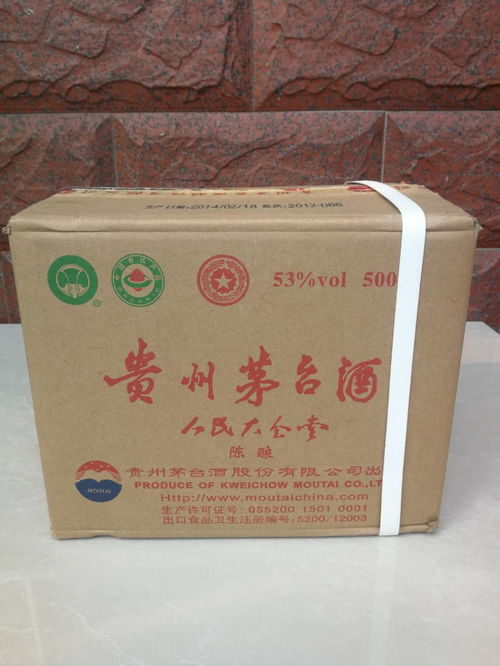 生产日期:2014/02/18 批次:2012-066
ORGANIC
53%vol 500
贵州茅台酒
人民大会堂
陈酿
MOUTAI
贵州茅台酒股份有限公司出
PRODUCE OF KWEICHOW MOUTAI CO.,LT
Http://www.moutaichina.com
生产许可证号: QS5200 1501 0001
出口食品卫生注册编号: 5200/12003